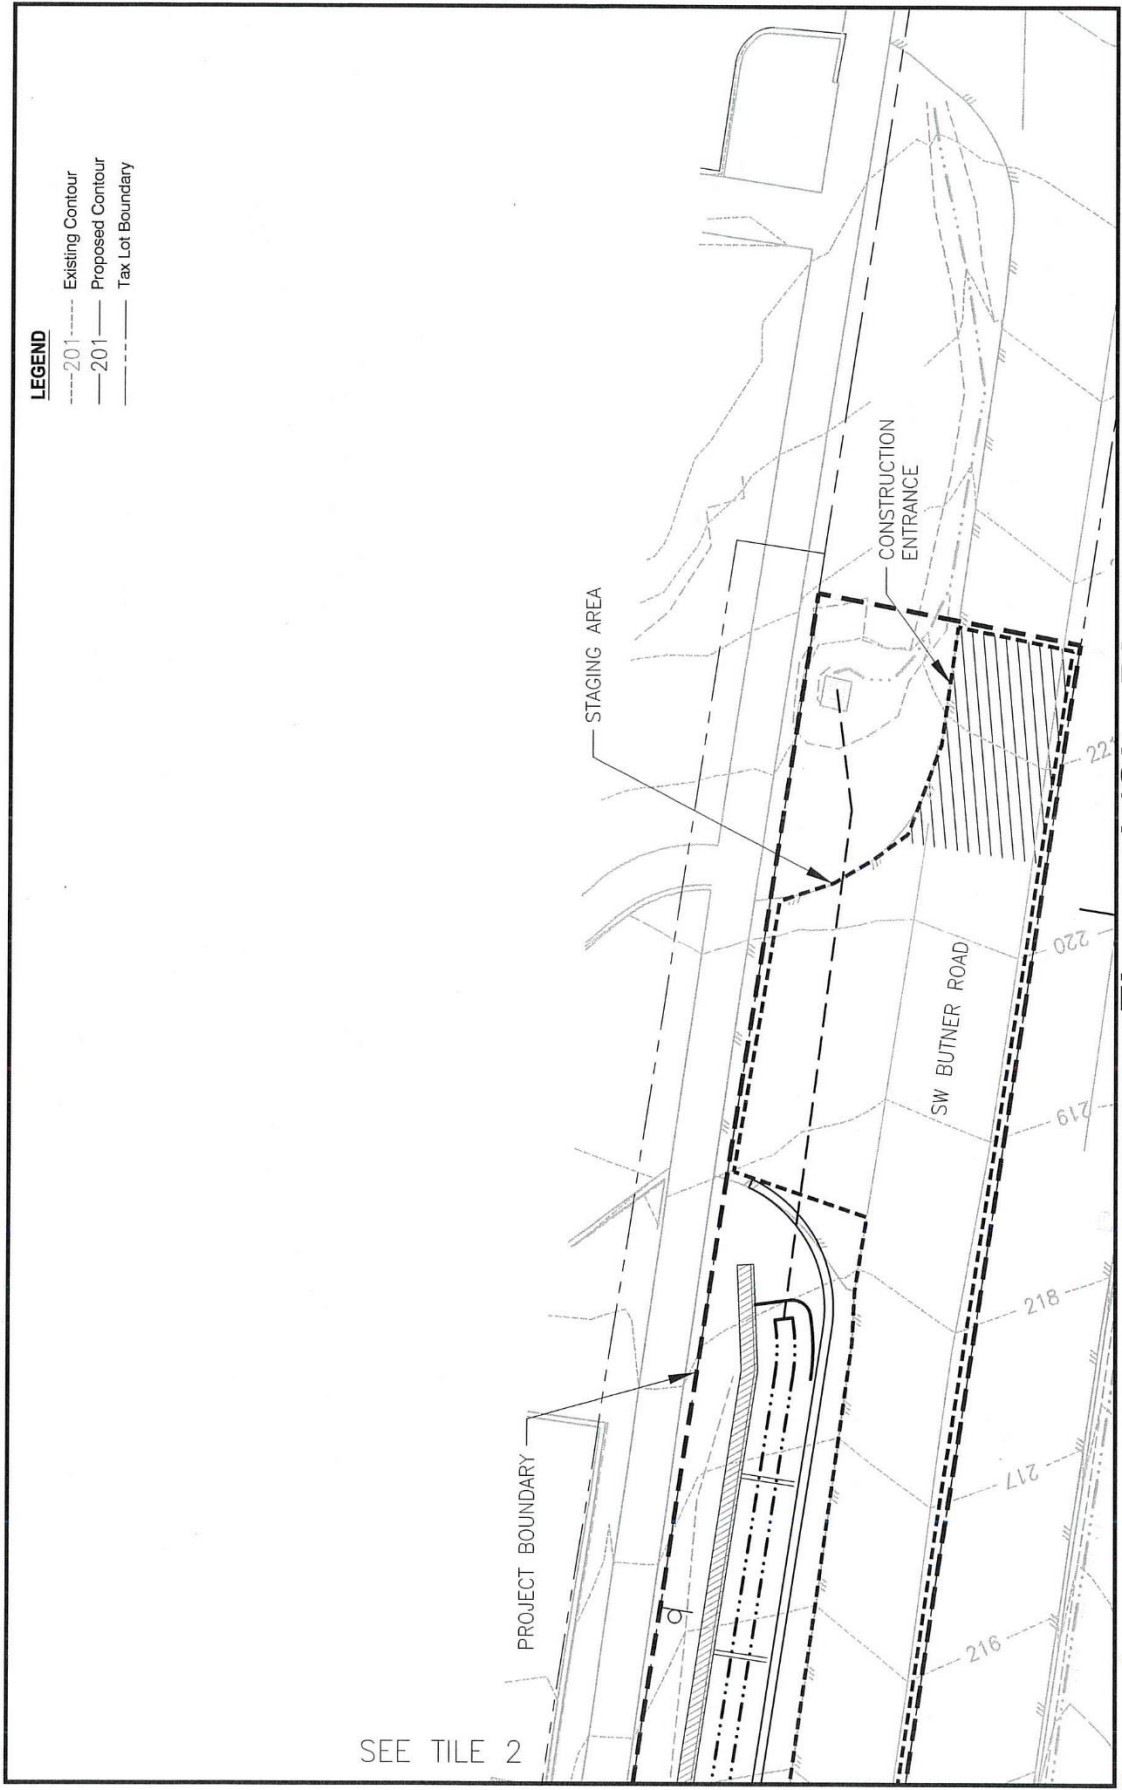 LEGEND
201 Existing Contour
201 Proposed Contour
Tax Lot Boundary
STAGING AREA
CONSTRUCTION
ENTRANCE
PROJECT BOUNDARY
SW BUTNER ROAD
220
219
218
217
216
SEE TILE 2